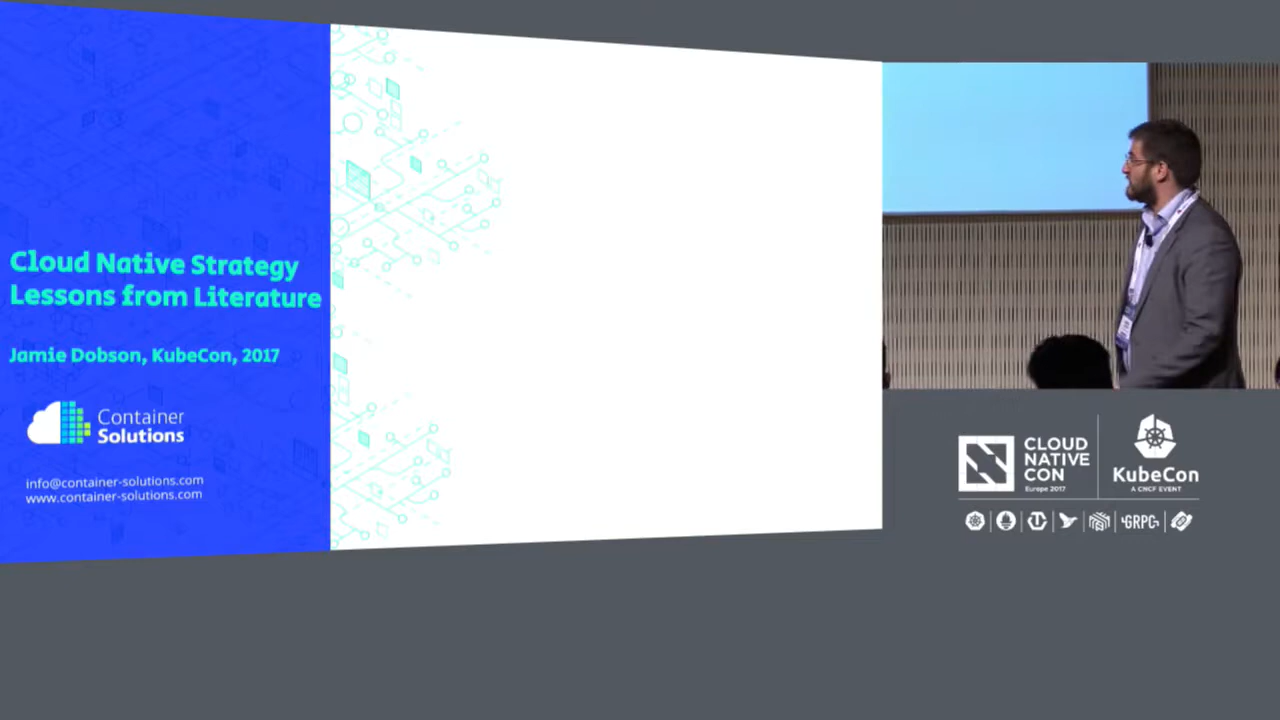 Cloud Native Strategy
Lessons from Literature
Jamie Dobson, KubeCon, 2017
Container
Solutions
info@container-solutions.com
www.container-solutions.com
CLOUD
NATIVE
CON
Europe 2017
KubeCon
A CNCF EVENT
GRPC